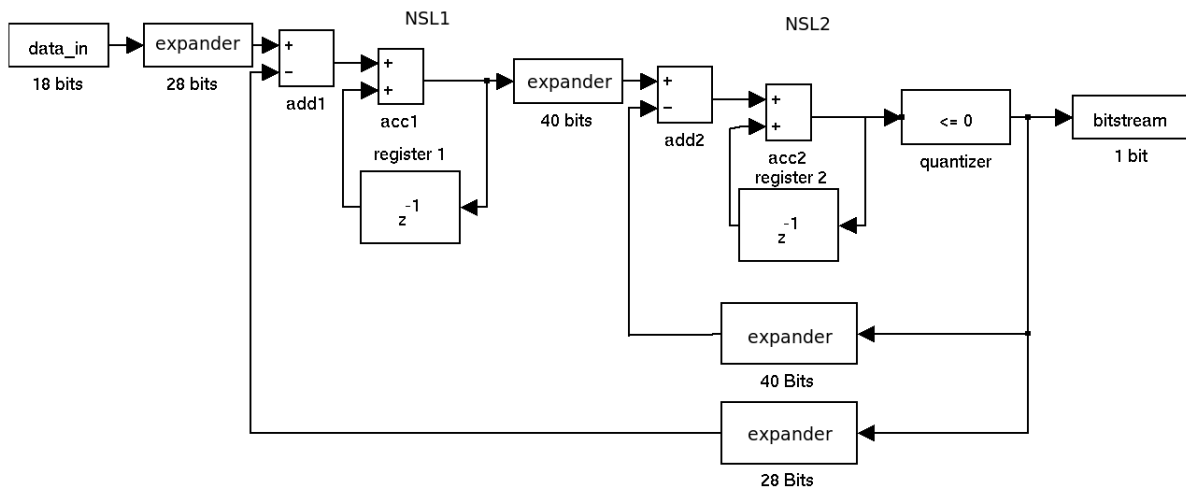 NSL1
NSL2
data_in
18 bits
expander
28 bits
+
−
add1
+
+
acc1
register 1
z-1
expander
40 bits
+
−
add2
+
+
acc2
register 2
z-1
<= 0
quantizer
bitstream
1 bit
expander
40 Bits
expander
28 Bits